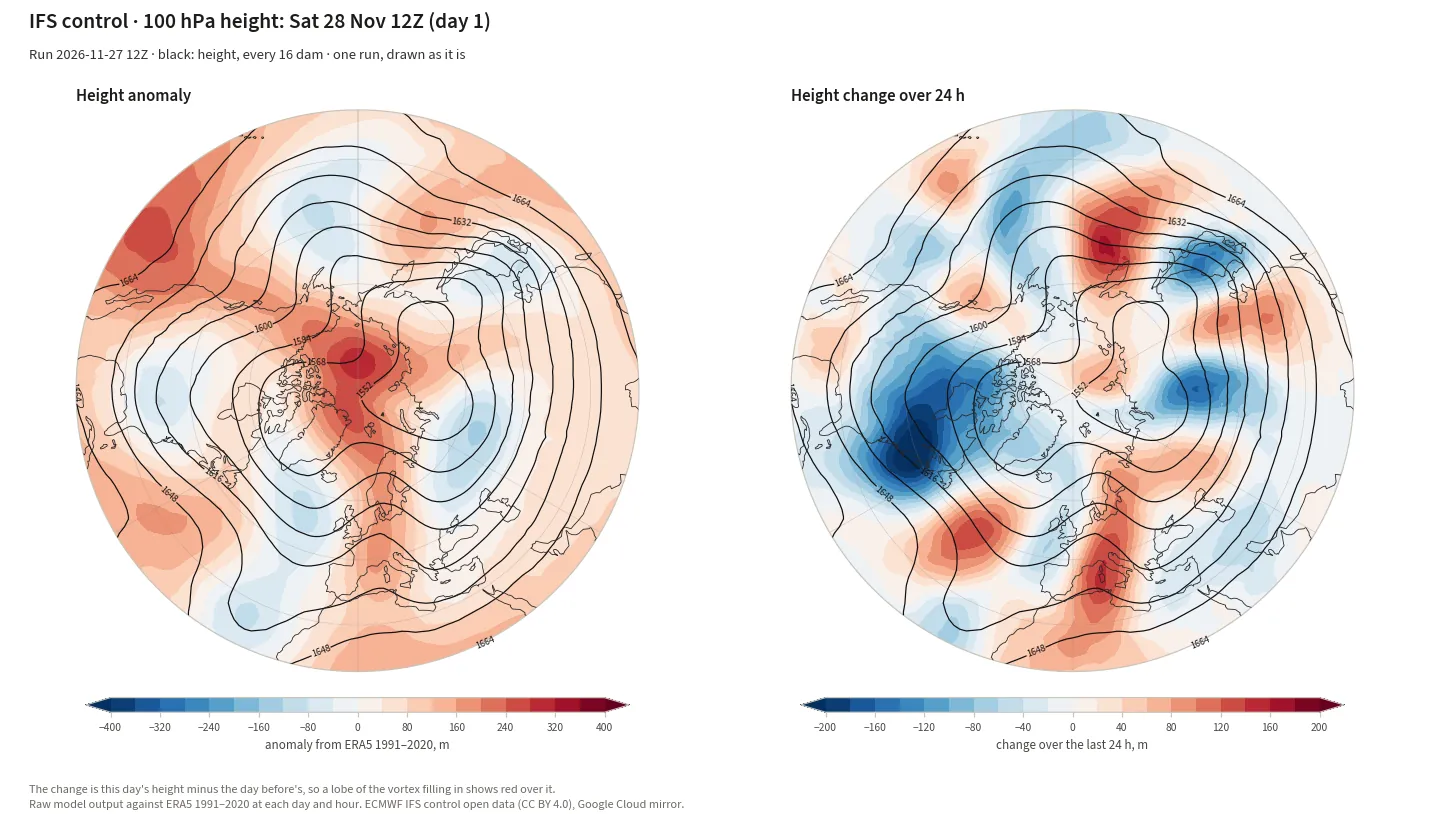 IFS control · 100 hPa height: Sat 28 Nov 12Z (day 1)
Run 2026-11-27 12Z · black: height, every 16 dam · one run, drawn as it is
Height anomaly
Height change over 24 h
1664
1632
1664
1600
1584
1568
1552
1616
1648
1648
1664
1664
1632
1664
1600
1584
1568
1552
1616
1648
1648
1664
−400 −320 −240 −160 −80 0 80 160 240 320 400
anomaly from ERA5 1991–2020, m
−200 −160 −120 −80 −40 0 40 80 120 160 200
change over the last 24 h, m
The change is this day's height minus the day before's, so a lobe of the vortex filling in shows red over it.
Raw model output against ERA5 1991–2020 at each day and hour. ECMWF IFS control open data (CC BY 4.0), Google Cloud mirror.